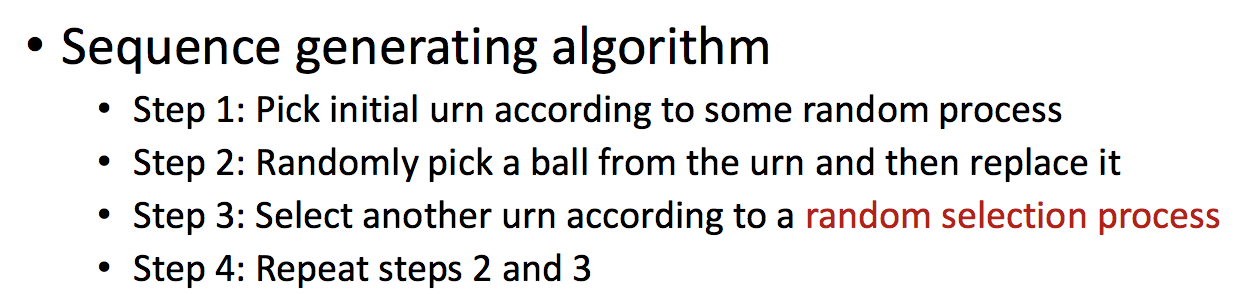 • Sequence generating algorithm
• Step 1: Pick initial urn according to some random process
• Step 2: Randomly pick a ball from the urn and then replace it
• Step 3: Select another urn according to a random selection process
• Step 4: Repeat steps 2 and 3